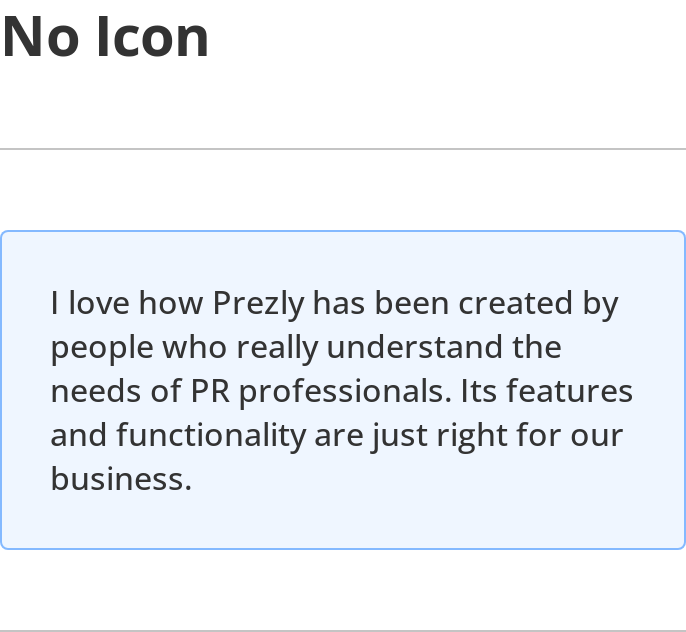 No Icon
I love how Prezly has been created by
people who really understand the
needs of PR professionals. Its features
and functionality are just right for our
business.